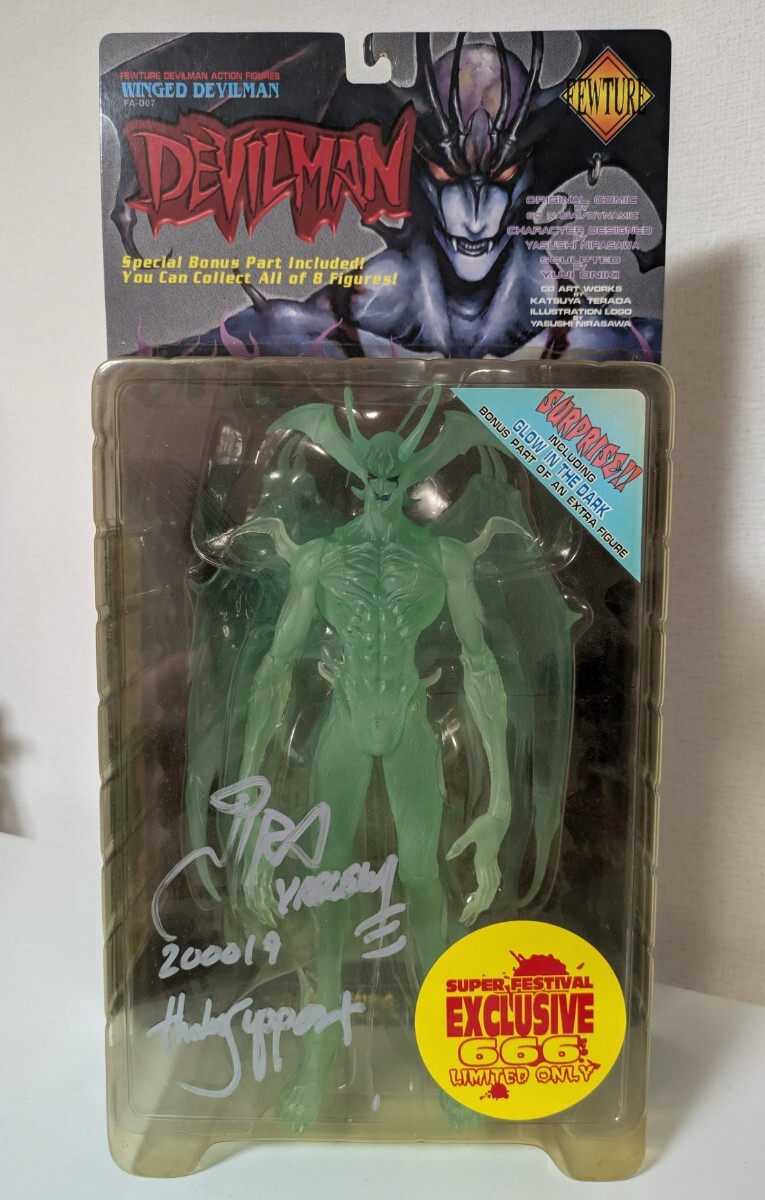 FEWTURE DEVILMAN ACTION FIGURES
WINGED DEVILMAN
FA-D07
DEVILMAN
Special Bonus Part Included!
You Can Collect All of 8 Figures!
FEWTURE
ORIGINAL COMIC
BY
GO NAGAI/DYNAMIC
CHARACTER DESIGNED
BY
YASUSHI NIRASAWA
SCULPTED
BY
YUJI ONIKI
CG ART WORKS
BY
KATSUYA TERADA
ILLUSTRATION LOGO
BY
YASUSHI NIRASAWA
SURPRISE!!
INCLUDING
GLOW IN THE DARK
BONUS PART OF AN EXTRA FIGURE
200019
SUPER FESTIVAL
EXCLUSIVE
666
LIMITED ONLY